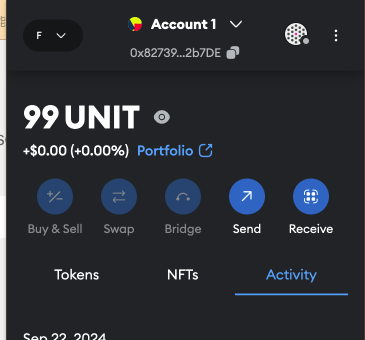 F
Account 1
0x82739...2b7DE
99 UNIT
+$0.00 (+0.00%) Portfolio
Buy & Sell Swap Bridge Send Receive
Tokens NFTs Activity
Sep 22, 2024